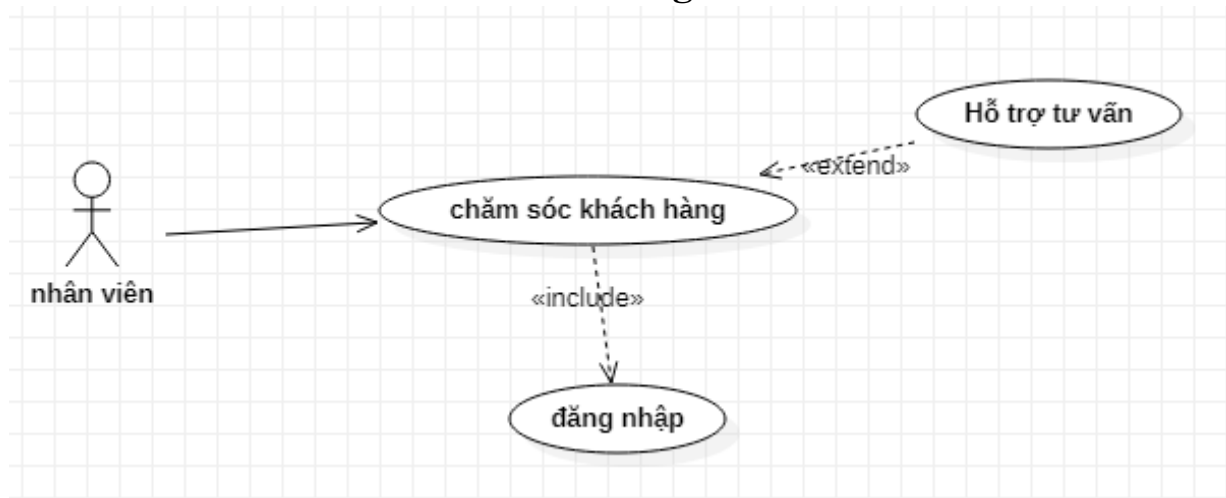 Hỗ trợ tư vấn
«extend»
chăm sóc khách hàng
nhân viên
«include»
đăng nhập